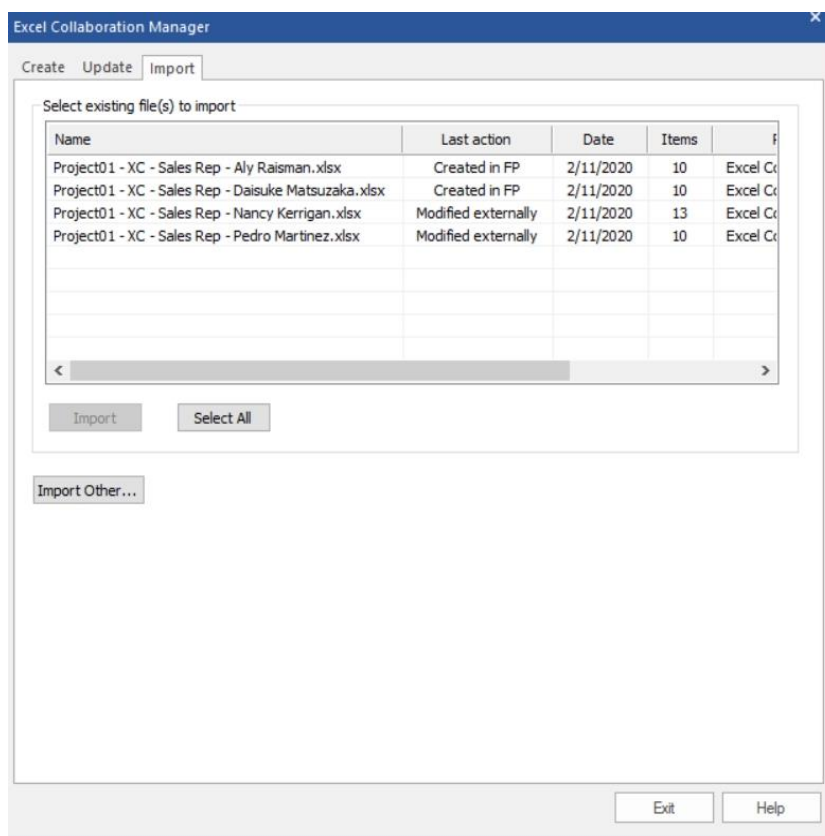 Excel Collaboration Manager
Create Update Import
Select existing file(s) to import
Name Last action Date Items
Project01 - XC - Sales Rep - Aly Raisman.xlsx Created in FP 2/11/2020 10 Excel
Project01 - XC - Sales Rep - Daisuke Matsuzaka.xlsx Created in FP 2/11/2020 10 Excel
Project01 - XC - Sales Rep - Nancy Kerrigan.xlsx Modified externally 2/11/2020 13 Excel
Project01 - XC - Sales Rep - Pedro Martinez.xlsx Modified externally 2/11/2020 10 Excel
Import Select All
Import Other...
Exit Help